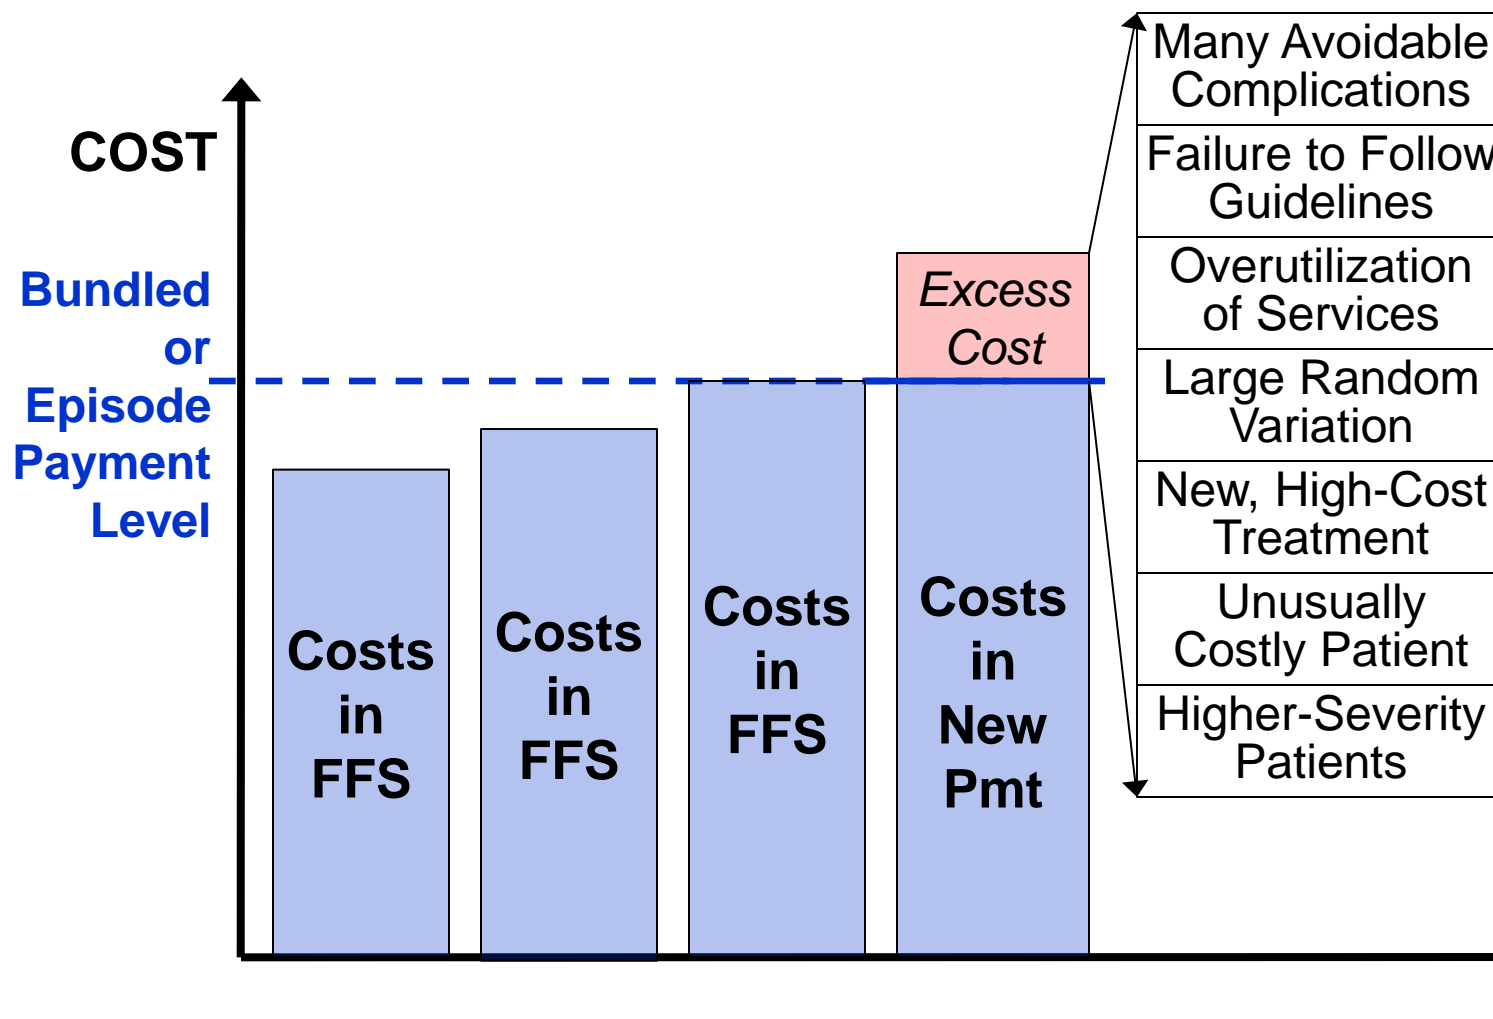 COST
Bundled
or
Episode
Payment
Level
Costs
in
FFS
Costs
in
FFS
Costs
in
FFS
Excess
Cost
Costs
in
New
Pmt
Many Avoidable
Complications
Failure to Follow
Guidelines
Overutilization
of Services
Large Random
Variation
New, High-Cost
Treatment
Unusually
Costly Patient
Higher-Severity
Patients